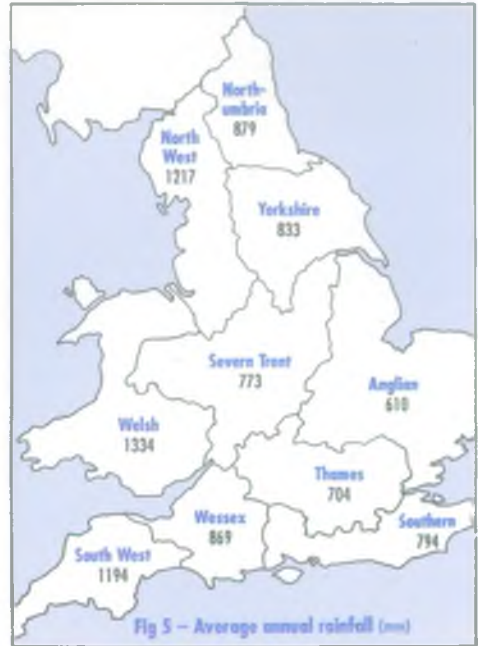 North-
umbria
879
North
West
1217
Yorkshire
833
Severn Trent
773
Anglian
610
Welsh
1334
Thames
704
Wessex
869
Southern
794
South West
1194
Fig 5 – Average annual rainfall (mm)